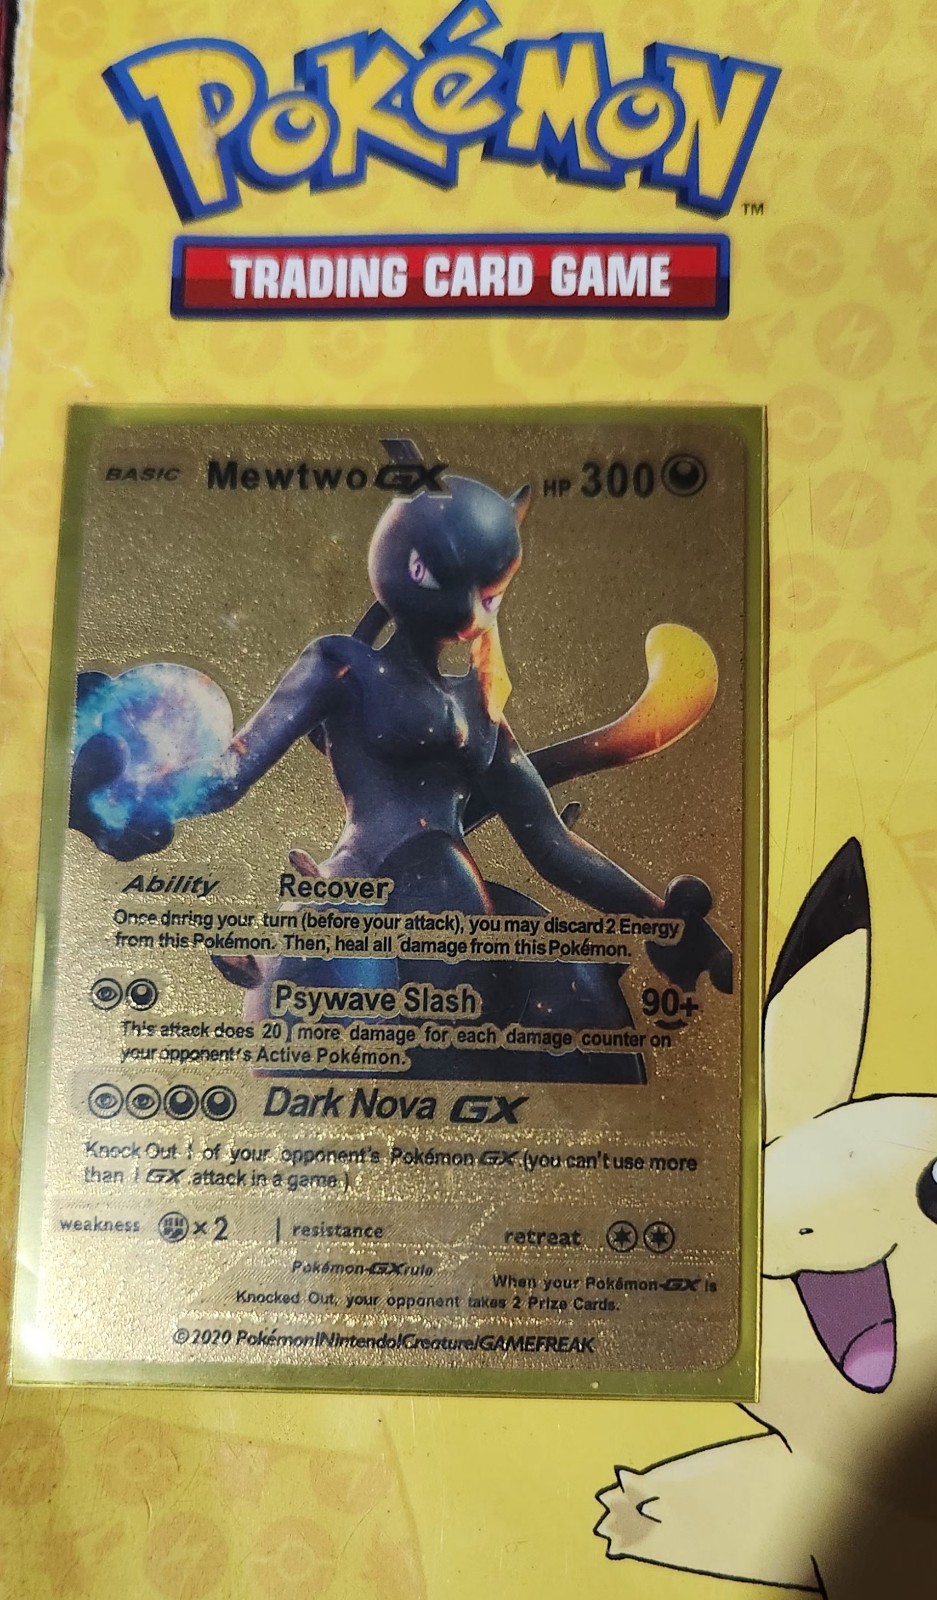 POKéMON
TM
TRADING CARD GAME
BASIC Mewtwo GX HP 300
Ability Recover
Once dnring your turn (before your attack), you may discard 2 Energy
from this Pokémon. Then, heal all damage from this Pokémon.
Psywave Slash 90+
This attack does 20 more damage for each damage counter on
your opponent's Active Pokémon.
Dark Nova GX
Knock Out 1 of your opponent's Pokémon GX.(you can't use more
than 1 GX attack in a game.)
weakness ×2 | resistance retreat
Pokémon-GX rule When your Pokémon-GX is
Knocked Out, your opponent takes 2 Prize Cards.
©2020 Pokémon/Nintendo/Creature/GAMEFREAK